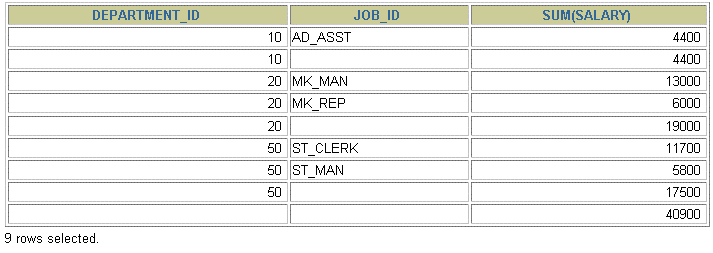 DEPARTMENT_ID JOB_ID SUM(SALARY)
10 AD_ASST 4400
10 4400
20 MK_MAN 13000
20 MK_REP 6000
20 19000
50 ST_CLERK 11700
50 ST_MAN 5800
50 17500
40900
9 rows selected.